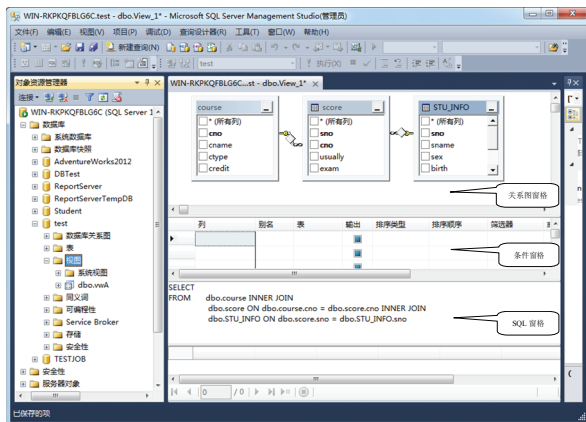 WIN-RKPKQFBLG6C.test - dbo.View_1* - Microsoft SQL Server Management Studio(管理员)
文件(F) 编辑(E) 视图(V) 项目(P) 调试(D) 查询设计器(R) 工具(T) 窗口(W) 帮助(H)
新建查询(N)
test
执行(X)
对象资源管理器
WIN-RKPKQFBLG6C...st - dbo.View_1*
连接
WIN-RKPKQFBLG6C (SQL Server 1
数据库
系统数据库
数据库快照
AdventureWorks2012
DBTest
ReportServer
ReportServerTempDB
Student
test
数据库关系图
表
视图
系统视图
dbo.vwA
同义词
可编程性
Service Broker
存储
安全性
TESTJOB
安全性
服务器对象
course
* (所有列)
cno
cname
ctype
credit
score
* (所有列)
sno
cno
usually
exam
STU_INFO
* (所有列)
sno
sname
sex
birth
关系图窗格
列 别名 表 输出 排序类型 排序顺序 筛选器
条件窗格
SELECT
FROM dbo.course INNER JOIN
dbo.score ON dbo.course.cno = dbo.score.cno INNER JOIN
dbo.STU_INFO ON dbo.score.sno = dbo.STU_INFO.sno
SQL 窗格
0 / 0
已保存的项